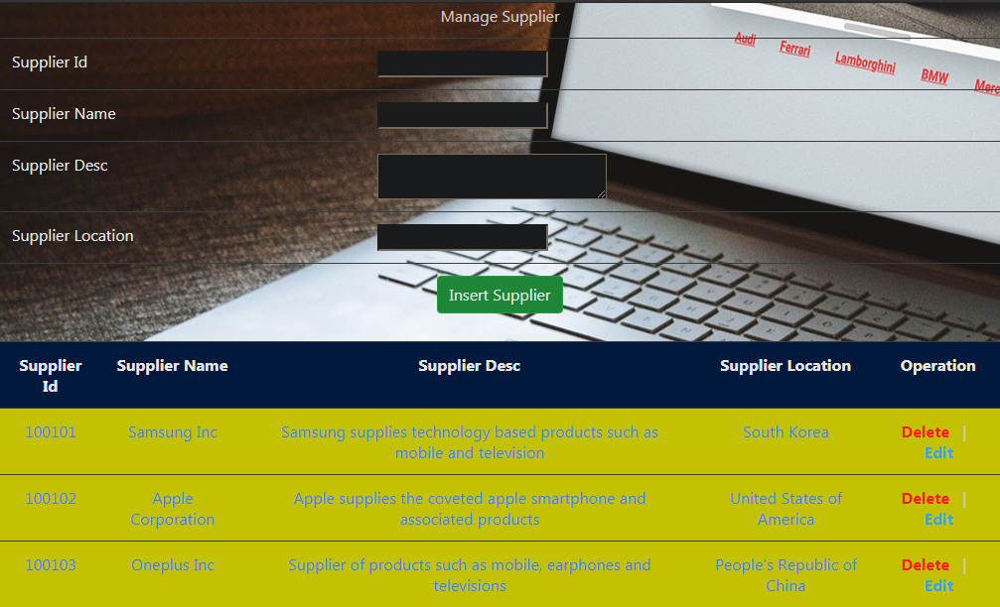 Manage Supplier
Audi Ferrari Lamborghini BMW
Supplier Id
Supplier Name
Supplier Desc
Supplier Location
Insert Supplier
Supplier Id Supplier Name Supplier Desc Supplier Location Operation
100101 Samsung Inc Samsung supplies technology based products such as South Korea Delete |
mobile and television Edit
100102 Apple Apple supplies the coveted apple smartphone and United States of Delete |
Corporation associated products America Edit
100103 Oneplus Inc Supplier of products such as mobile, earphones and People's Republic of Delete |
televisions China Edit